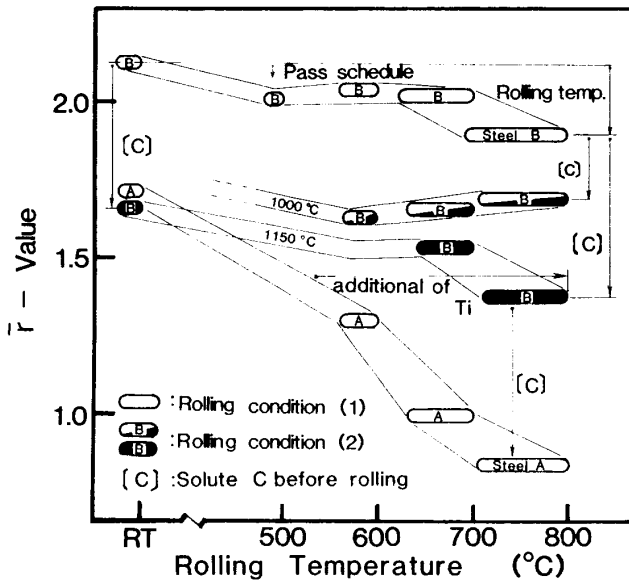 B
Pass schedule
B
B
B
Rolling temp.
2.0
Steel B
[C]
[C]
A
B
1000 °C
B
B
B
[C]
1150 °C
B
1.5
additional of
Ti
B
r̄ - Value
A
[C]
A
1.0
:Rolling condition (1)
B
:Rolling condition (2)
B
Steel A
[C] :Solute C before rolling
RT 500 600 700 800
Rolling Temperature (°C)